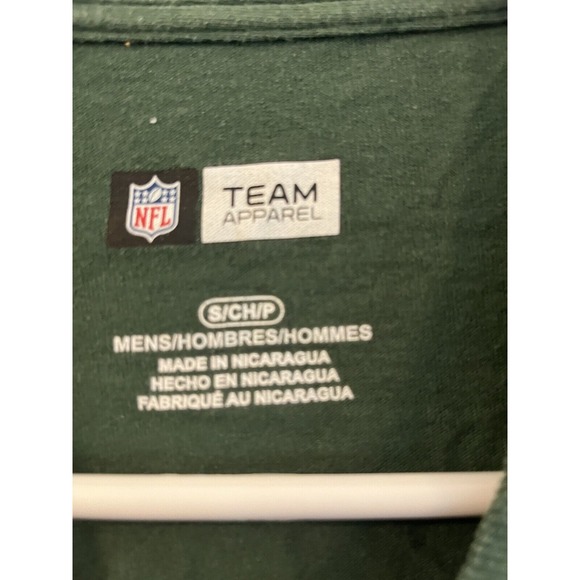 NFL
TEAM
APPAREL
S/CH/P
MENS/HOMBRES/HOMMES
MADE IN NICARAGUA
HECHO EN NICARAGUA
FABRIQUÉ AU NICARAGUA